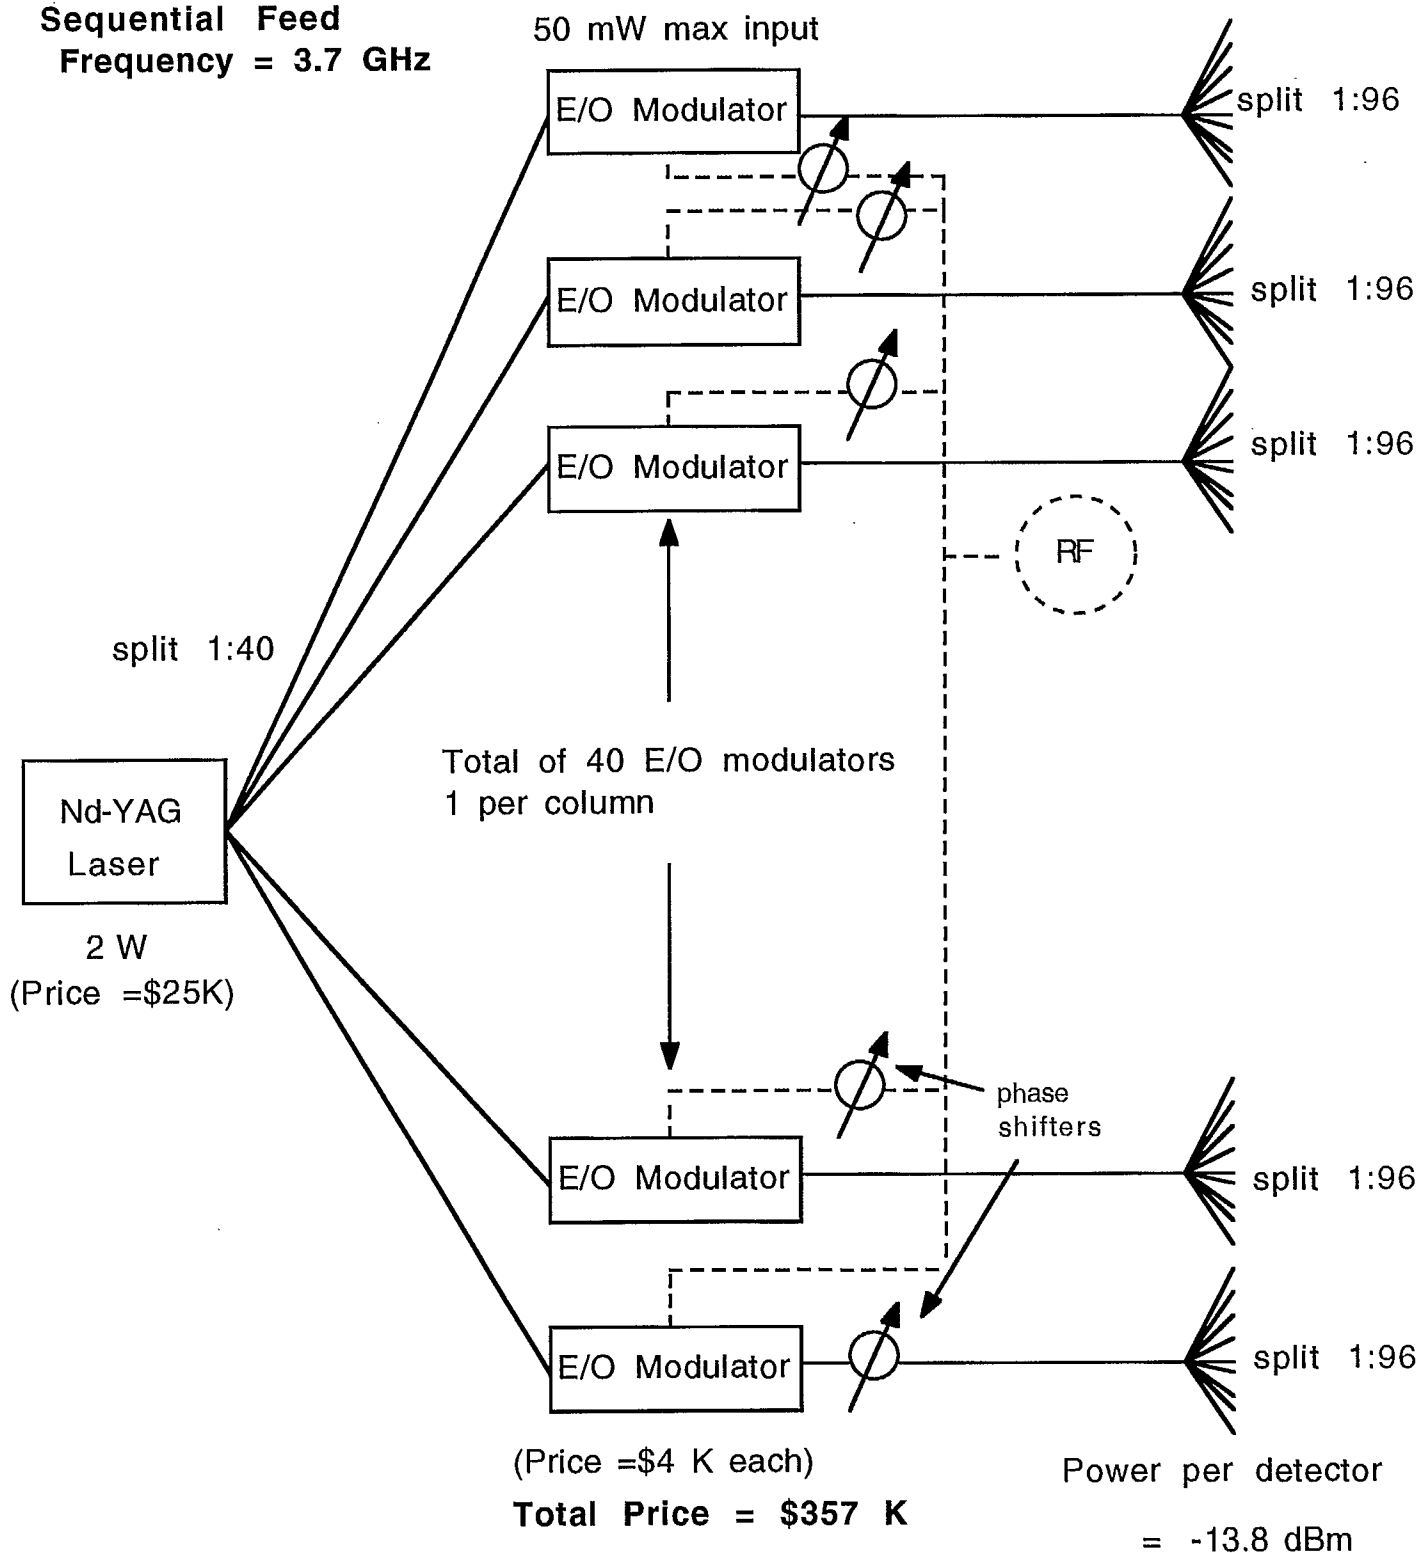 Sequential Feed
Frequency = 3.7 GHz
50 mW max input
E/O Modulator
split 1:96
E/O Modulator
split 1:96
E/O Modulator
split 1:96
RF
split 1:40
Total of 40 E/O modulators
1 per column
Nd-YAG
Laser
2 W
(Price =$25K)
phase
shifters
E/O Modulator
split 1:96
E/O Modulator
split 1:96
(Price =$4 K each)
Total Price = $357 K
Power per detector
= -13.8 dBm